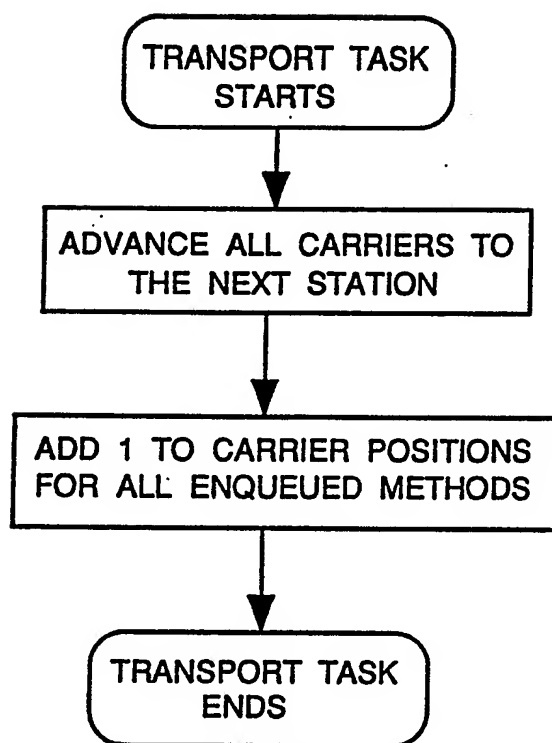 TRANSPORT TASK
STARTS
ADVANCE ALL CARRIERS TO
THE NEXT STATION
ADD 1 TO CARRIER POSITIONS
FOR ALL ENQUEUED METHODS
TRANSPORT TASK
ENDS